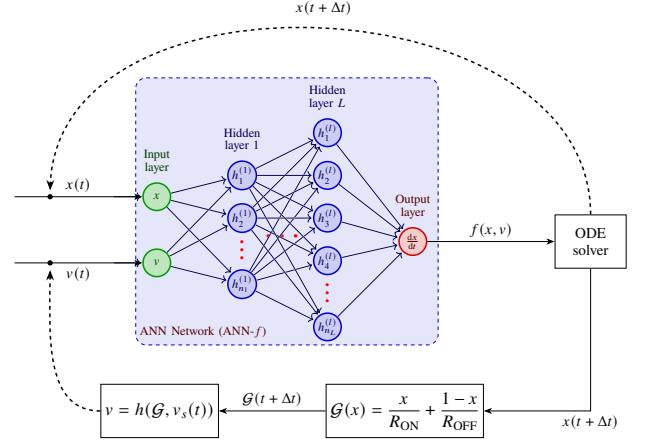 x(t + Δt)
Hidden
layer L
Hidden
layer 1
Input
layer
Output
layer
x(t)
v(t)
x
v
h_1^{(1)}
h_2^{(1)}
h_{n_1}^{(1)}
h_1^{(l)}
h_2^{(l)}
h_3^{(l)}
h_4^{(l)}
h_{n_L}^{(l)}
dx/dt
f(x, v)
ODE
solver
ANN Network (ANN-f)
v = h(𝒢, v_s(t))
𝒢(t + Δt)
𝒢(x) = x/R_ON + (1 − x)/R_OFF
x(t + Δt)